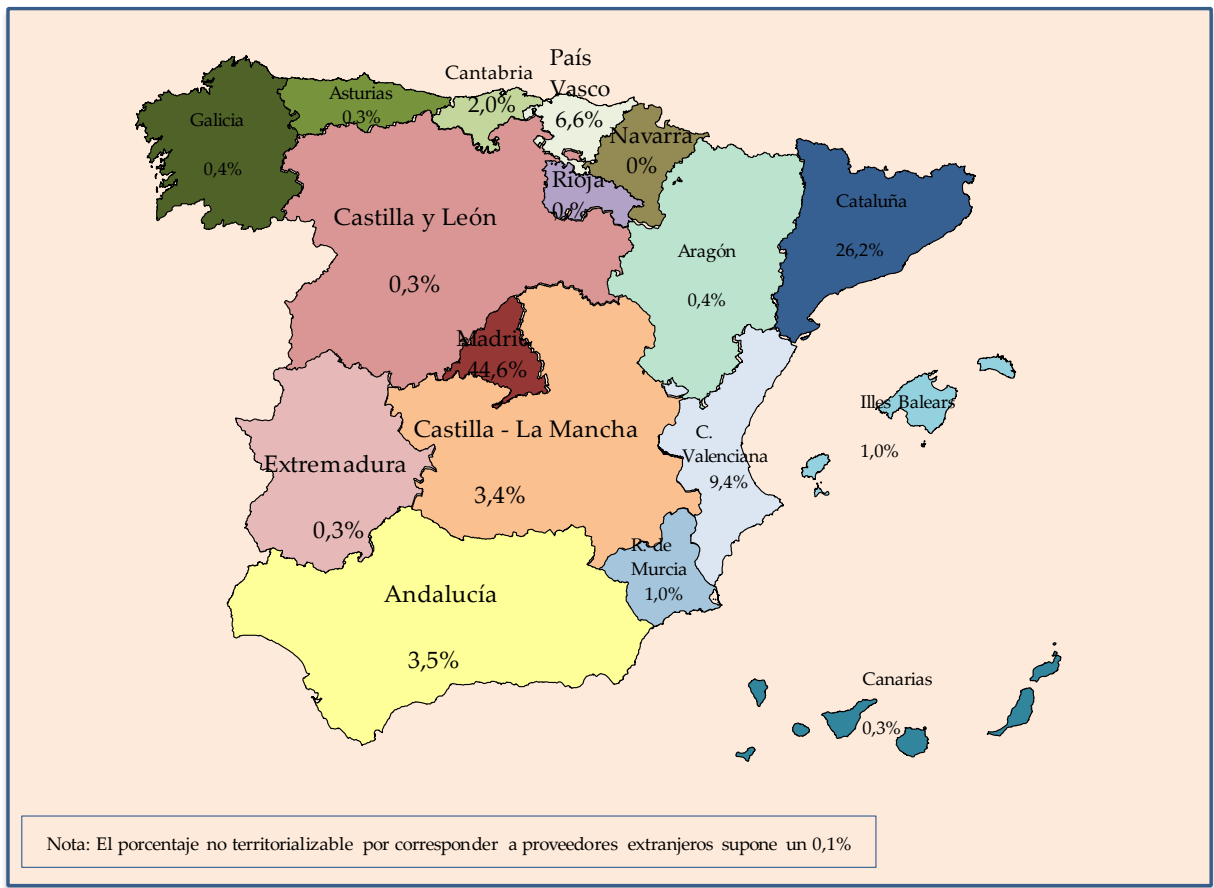 País
Vasco
6,6%
Cantabria
2,0%
Asturias
0,3%
Galicia
0,4%
Navarra
0%
Rioja
Castilla y León
0,3%
Cataluña
26,2%
Aragón
0,4%
Madrid
44,6%
Illes Balears
1,0%
Castilla - La Mancha
3,4%
C.
Valenciana
9,4%
Extremadura
0,3%
R. de
Murcia
1,0%
Andalucía
3,5%
Canarias
0,3%
Nota: El porcentaje no territorializable por corresponder a proveedores extranjeros supone un 0,1%